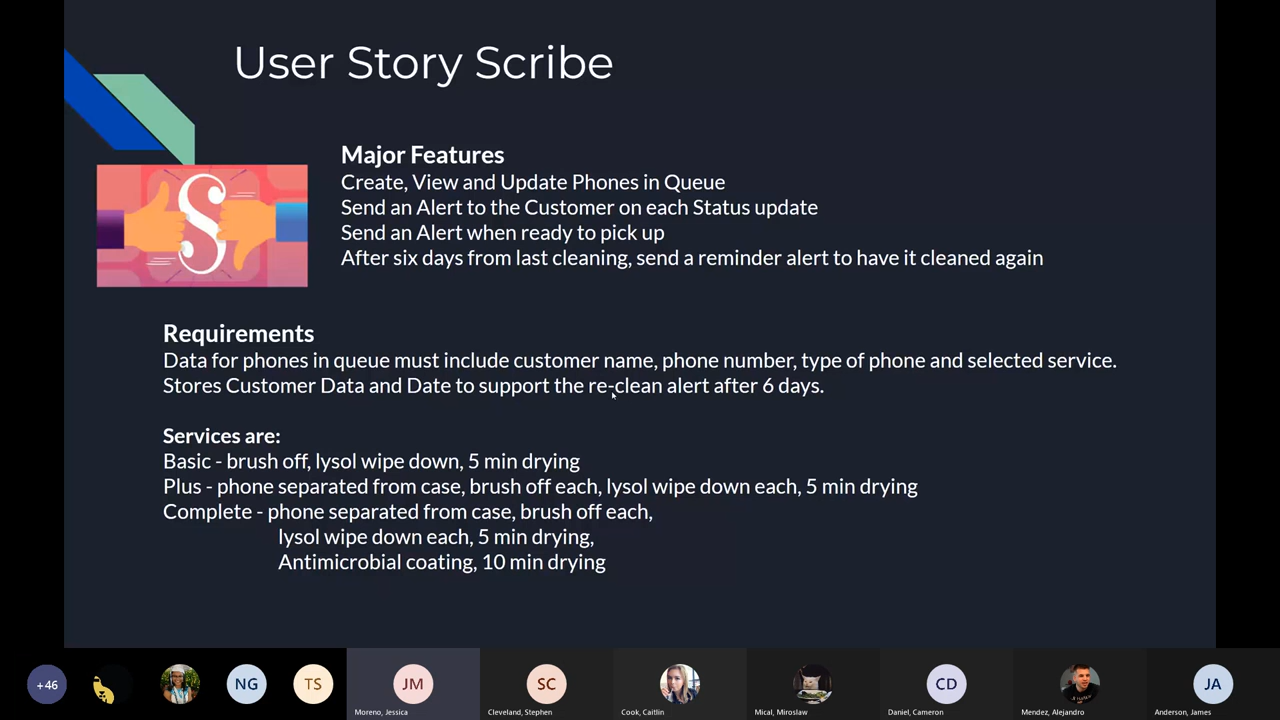 User Story Scribe
S
Major Features
Create, View and Update Phones in Queue
Send an Alert to the Customer on each Status update
Send an Alert when ready to pick up
After six days from last cleaning, send a reminder alert to have it cleaned again
Requirements
Data for phones in queue must include customer name, phone number, type of phone and selected service.
Stores Customer Data and Date to support the re-clean alert after 6 days.
Services are:
Basic - brush off, lysol wipe down, 5 min drying
Plus - phone separated from case, brush off each, lysol wipe down each, 5 min drying
Complete - phone separated from case, brush off each,
lysol wipe down each, 5 min drying,
Antimicrobial coating, 10 min drying
+46
NG
TS
JM
SC
CD
JA
Moreno, Jessica
Cleveland, Stephen
Cook, Caitlin
Mical, Miroslaw
Daniel, Cameron
Mendez, Alejandro
Anderson, James